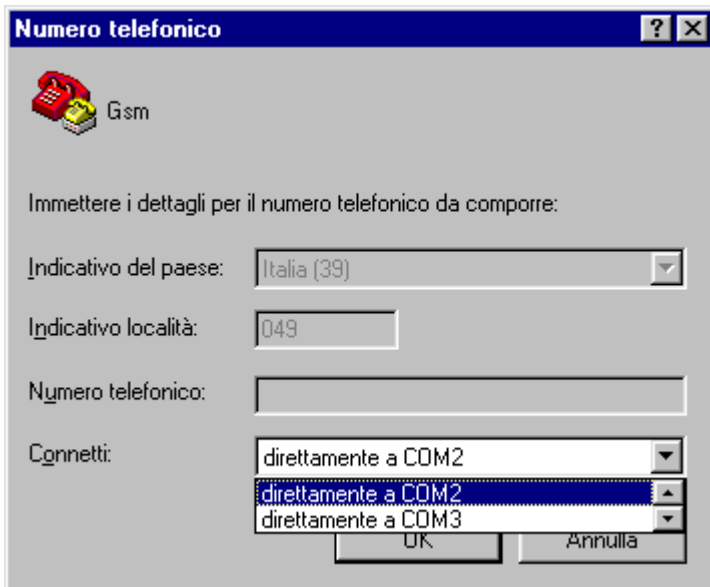 Numero telefonico
Gsm
Immettere i dettagli per il numero telefonico da comporre:
Indicativo del paese: Italia (39)
Indicativo località: 049
Numero telefonico:
Connetti: direttamente a COM2
direttamente a COM2
direttamente a COM3
OK Annulla